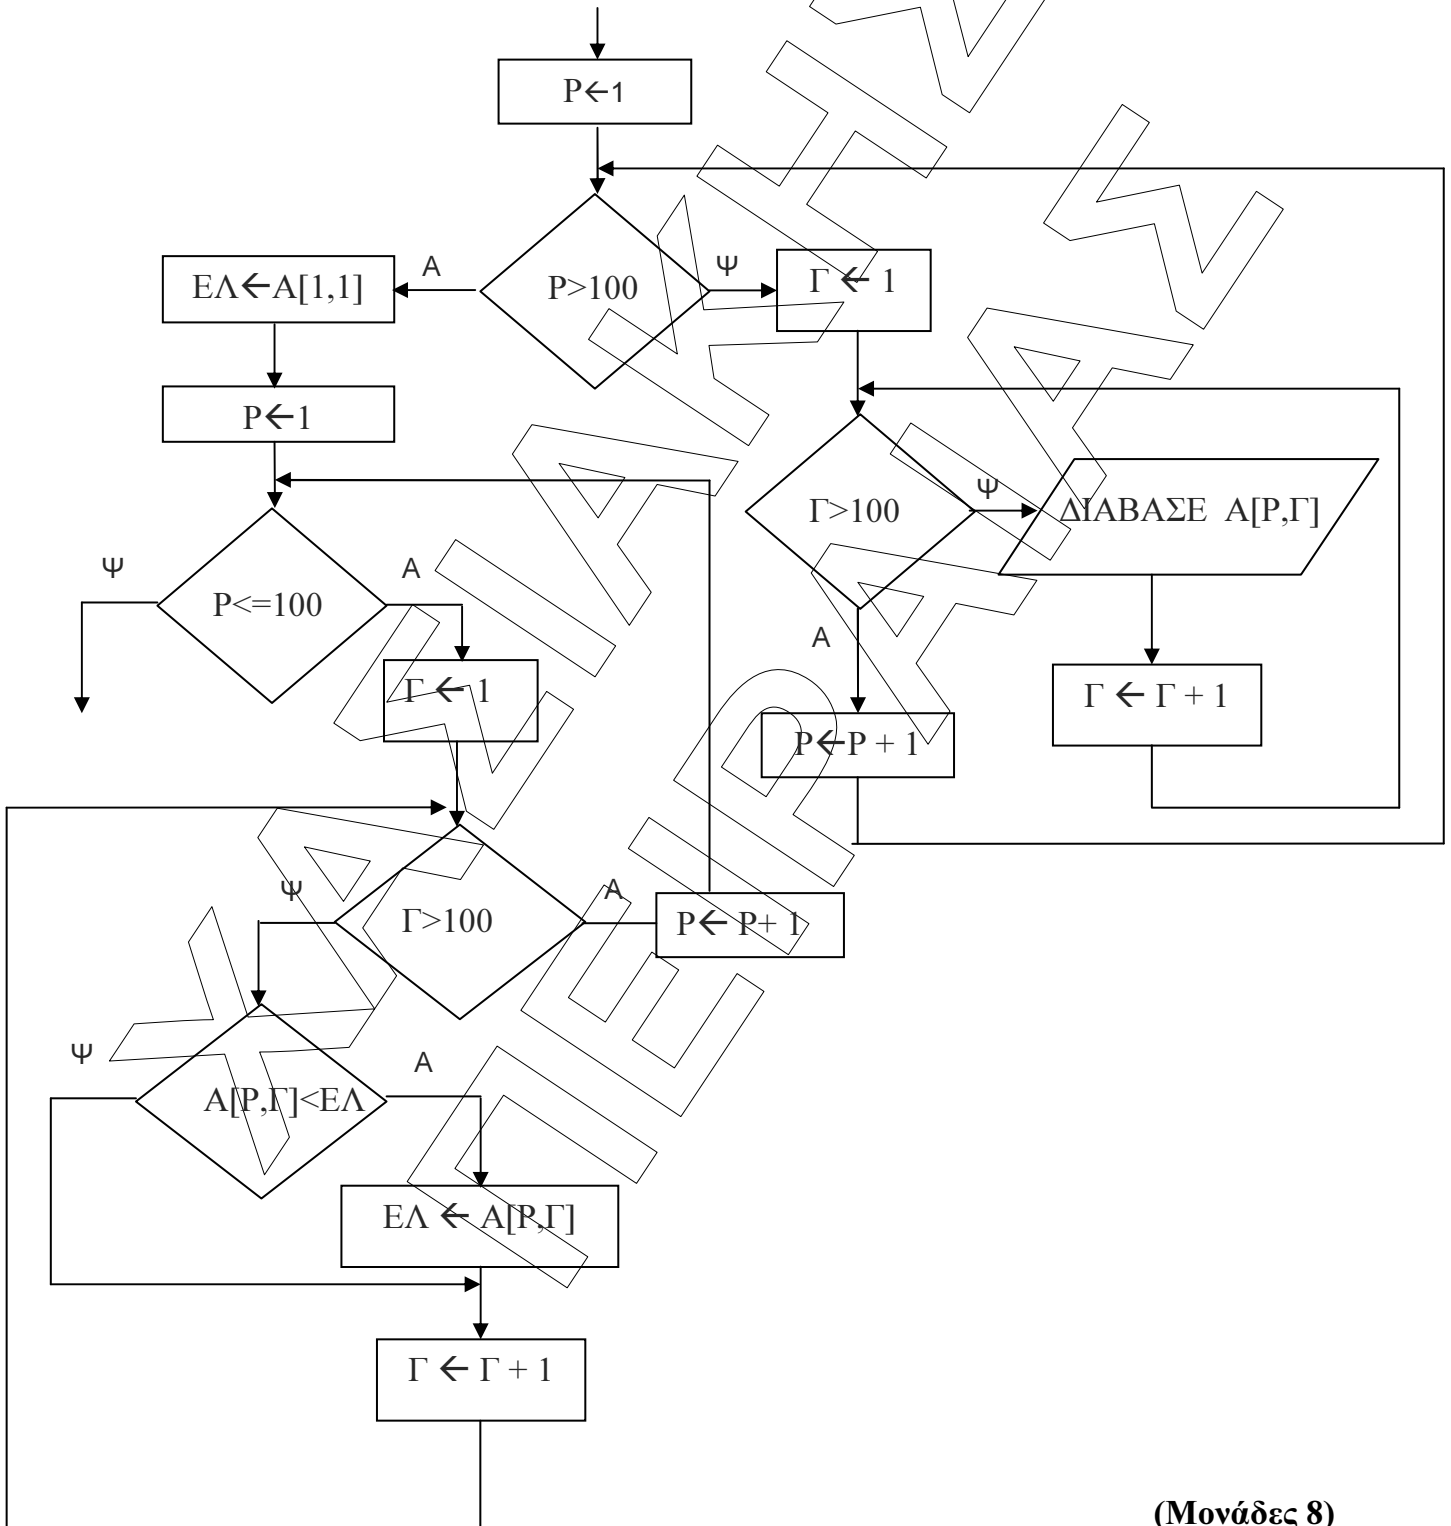 Ρ←1
Ρ>100
Α
Ψ
ΕΛ←Α[1,1]
Γ ← 1
Ρ←1
Γ>100
Ψ
ΔΙΑΒΑΣΕ Α[Ρ,Γ]
Α
Ρ<=100
Ψ
Α
Γ ← 1
Γ ← Γ + 1
Ρ←Ρ + 1
Γ>100
Ψ
Α
Ρ← Ρ+ 1
Α[Ρ,Γ]<ΕΛ
Ψ
Α
ΕΛ ← Α[Ρ,Γ]
Γ ← Γ + 1
(Μονάδες 8)